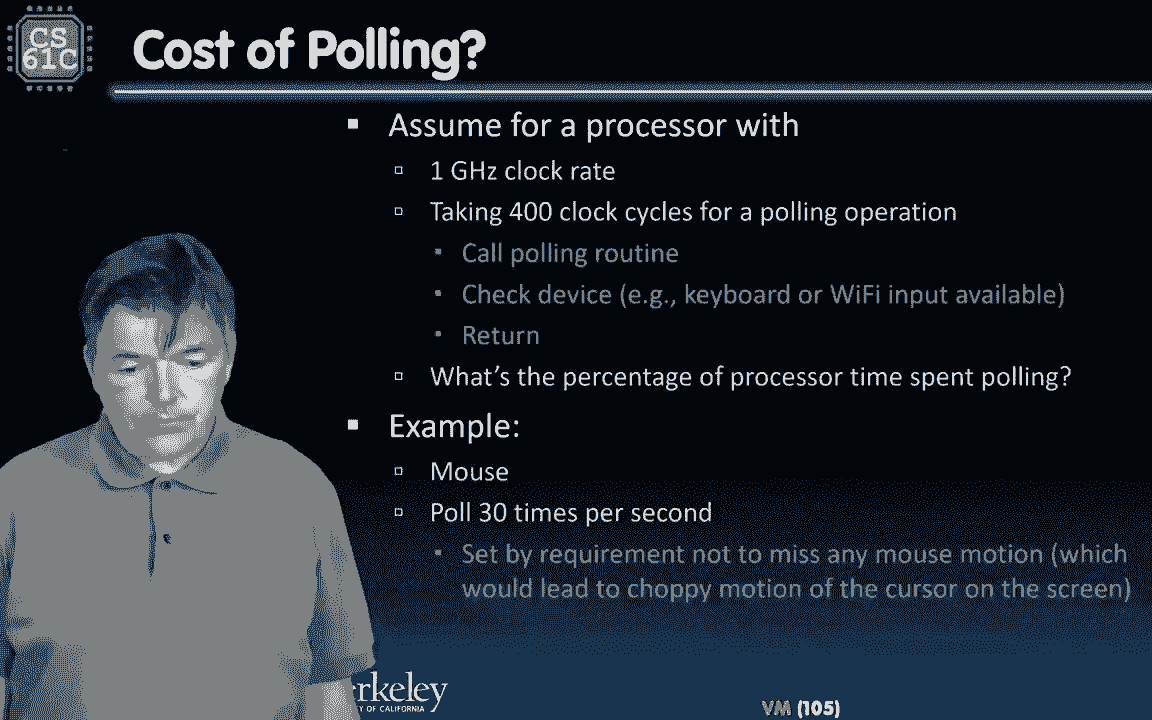 CS
61C
Cost of Polling?
Assume for a processor with
1 GHz clock rate
Taking 400 clock cycles for a polling operation
Call polling routine
Check device (e.g., keyboard or WiFi input available)
Return
What's the percentage of processor time spent polling?
Example:
Mouse
Poll 30 times per second
Set by requirement not to miss any mouse motion (which
would lead to choppy motion of the cursor on the screen)
erkeley
TY OF CALIFORNIA
VM (105)